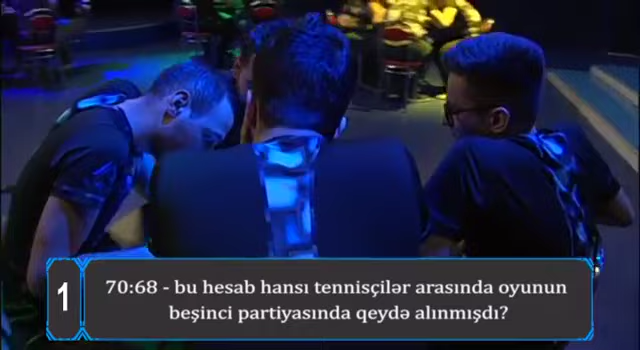 1
70:68 - bu hesab hansı tennisçilər arasında oyunun
beşinci partiyasında qeydə alınmışdı?